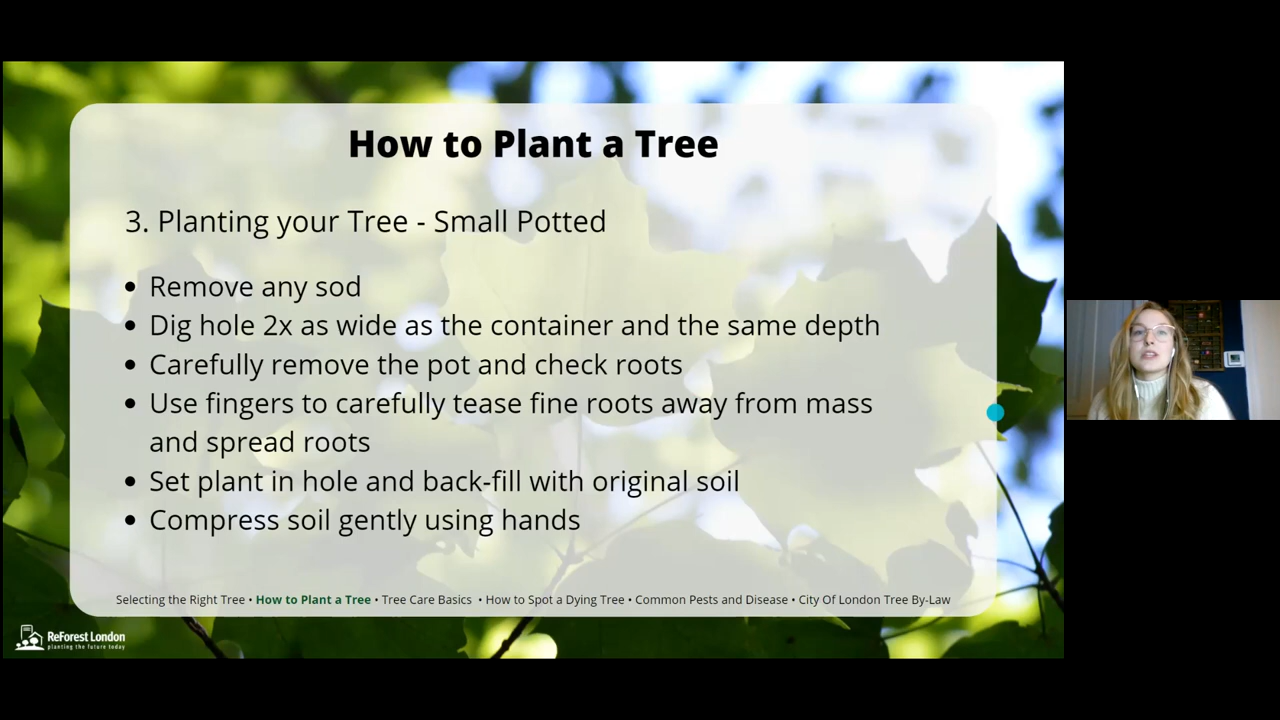 How to Plant a Tree
3. Planting your Tree - Small Potted
• Remove any sod
• Dig hole 2x as wide as the container and the same depth
• Carefully remove the pot and check roots
• Use fingers to carefully tease fine roots away from mass
and spread roots
• Set plant in hole and back-fill with original soil
• Compress soil gently using hands
Selecting the Right Tree • How to Plant a Tree • Tree Care Basics • How to Spot a Dying Tree • Common Pests and Disease • City Of London Tree By-Law
ReForest London
planting the future today